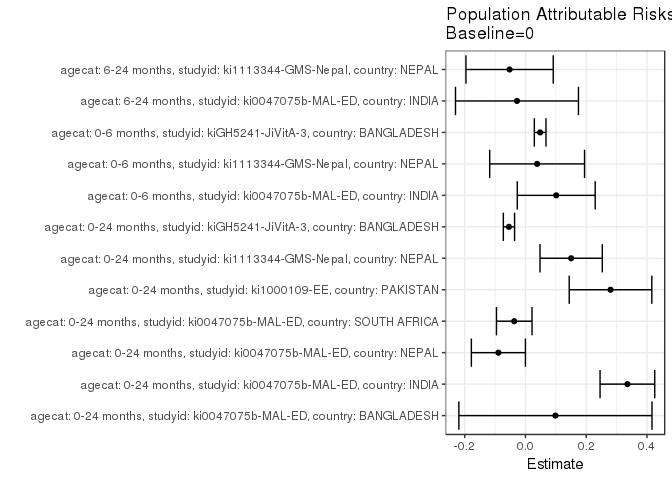 Population Attributable Risks
Baseline=0
agecat: 6-24 months, studyid: ki1113344-GMS-Nepal, country: NEPAL
agecat: 6-24 months, studyid: ki0047075b-MAL-ED, country: INDIA
agecat: 0-6 months, studyid: kiGH5241-JiVitA-3, country: BANGLADESH
agecat: 0-6 months, studyid: ki1113344-GMS-Nepal, country: NEPAL
agecat: 0-6 months, studyid: ki0047075b-MAL-ED, country: INDIA
agecat: 0-24 months, studyid: kiGH5241-JiVitA-3, country: BANGLADESH
agecat: 0-24 months, studyid: ki1113344-GMS-Nepal, country: NEPAL
agecat: 0-24 months, studyid: ki1000109-EE, country: PAKISTAN
agecat: 0-24 months, studyid: ki0047075b-MAL-ED, country: SOUTH AFRICA
agecat: 0-24 months, studyid: ki0047075b-MAL-ED, country: NEPAL
agecat: 0-24 months, studyid: ki0047075b-MAL-ED, country: INDIA
agecat: 0-24 months, studyid: ki0047075b-MAL-ED, country: BANGLADESH
-0.2 0.0 0.2 0.4
Estimate